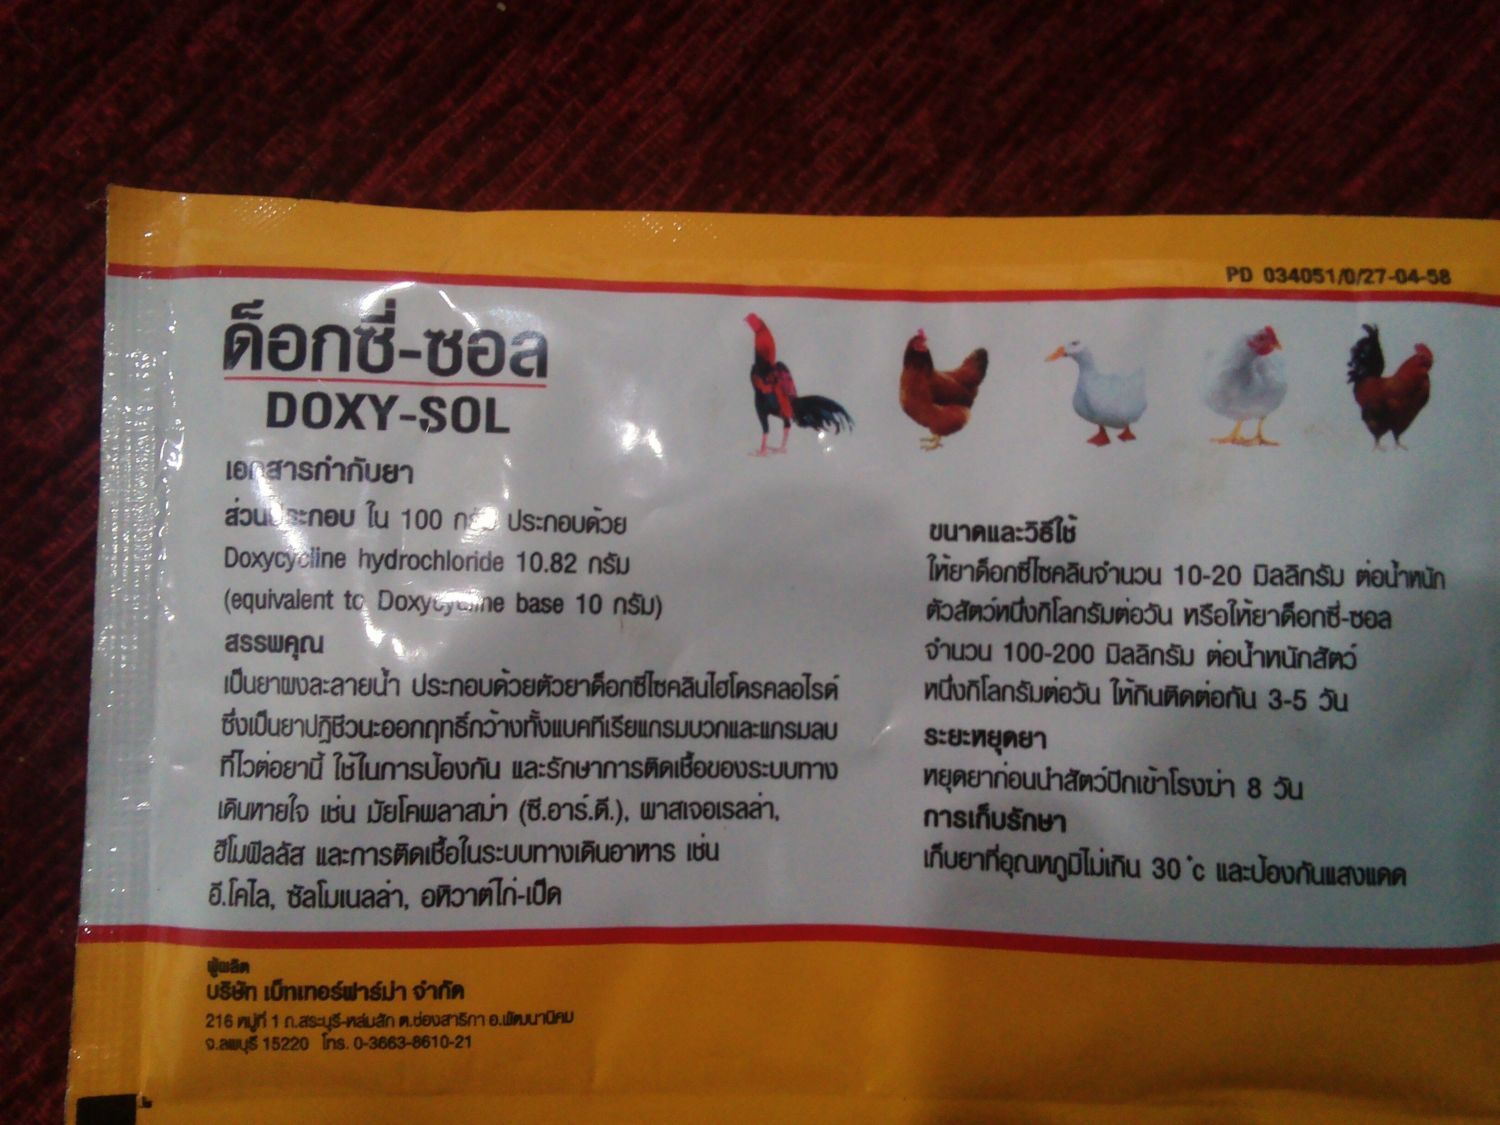 PD 034051/0/27-04-58
ด็อกซี่-ซอล
DOXY-SOL
เอกสารกำกับยา
ส่วนประกอบ ใน 100 กรัม ประกอบด้วย
Doxycycline hydrochloride 10.82 กรัม
(equivalent to Doxycycline base 10 กรัม)
สรรพคุณ
เป็นยาผงละลายน้ำ ประกอบด้วยตัวยาด็อกซีไซคลินไฮโดรคลอไรด์
ซึ่งเป็นยาปฏิชีวนะออกฤทธิ์กว้างทั้งแบคทีเรียแกรมบวกและแกรมลบ
ที่ไวต่อยานี้ ใช้ในการป้องกัน และรักษาการติดเชื้อของระบบทาง
เดินหายใจ เช่น มัยโคพลาสม่า (ซี.อาร์.ดี.), พาสเจอเรลล่า,
ฮีโมฟิลลัส และการติดเชื้อในระบบทางเดินอาหาร เช่น
อี.โคไล, ซัลโมเนลล่า, อหิวาต์ไก่-เป็ด
ขนาดและวิธีใช้
ให้ยาด็อกซีไซคลินจำนวน 10-20 มิลลิกรัม ต่อน้ำหนัก
ตัวสัตว์หนึ่งกิโลกรัมต่อวัน หรือให้ยาด็อกซี่-ซอล
จำนวน 100-200 มิลลิกรัม ต่อน้ำหนักสัตว์
หนึ่งกิโลกรัมต่อวัน ให้กินติดต่อกัน 3-5 วัน
ระยะหยุดยา
หยุดยาก่อนนำสัตว์ปีกเข้าโรงฆ่า 8 วัน
การเก็บรักษา
เก็บยาที่อุณหภูมิไม่เกิน 30 °c และป้องกันแสงแดด
ผู้ผลิต
บริษัท เบ็ทเทอร์ฟาร์ม่า จำกัด
216 หมู่ที่ 1 ถ.สระบุรี-หล่มสัก ต.ช่องสาริกา อ.พัฒนานิคม
จ.ลพบุรี 15220 โทร. 0-3663-8610-21